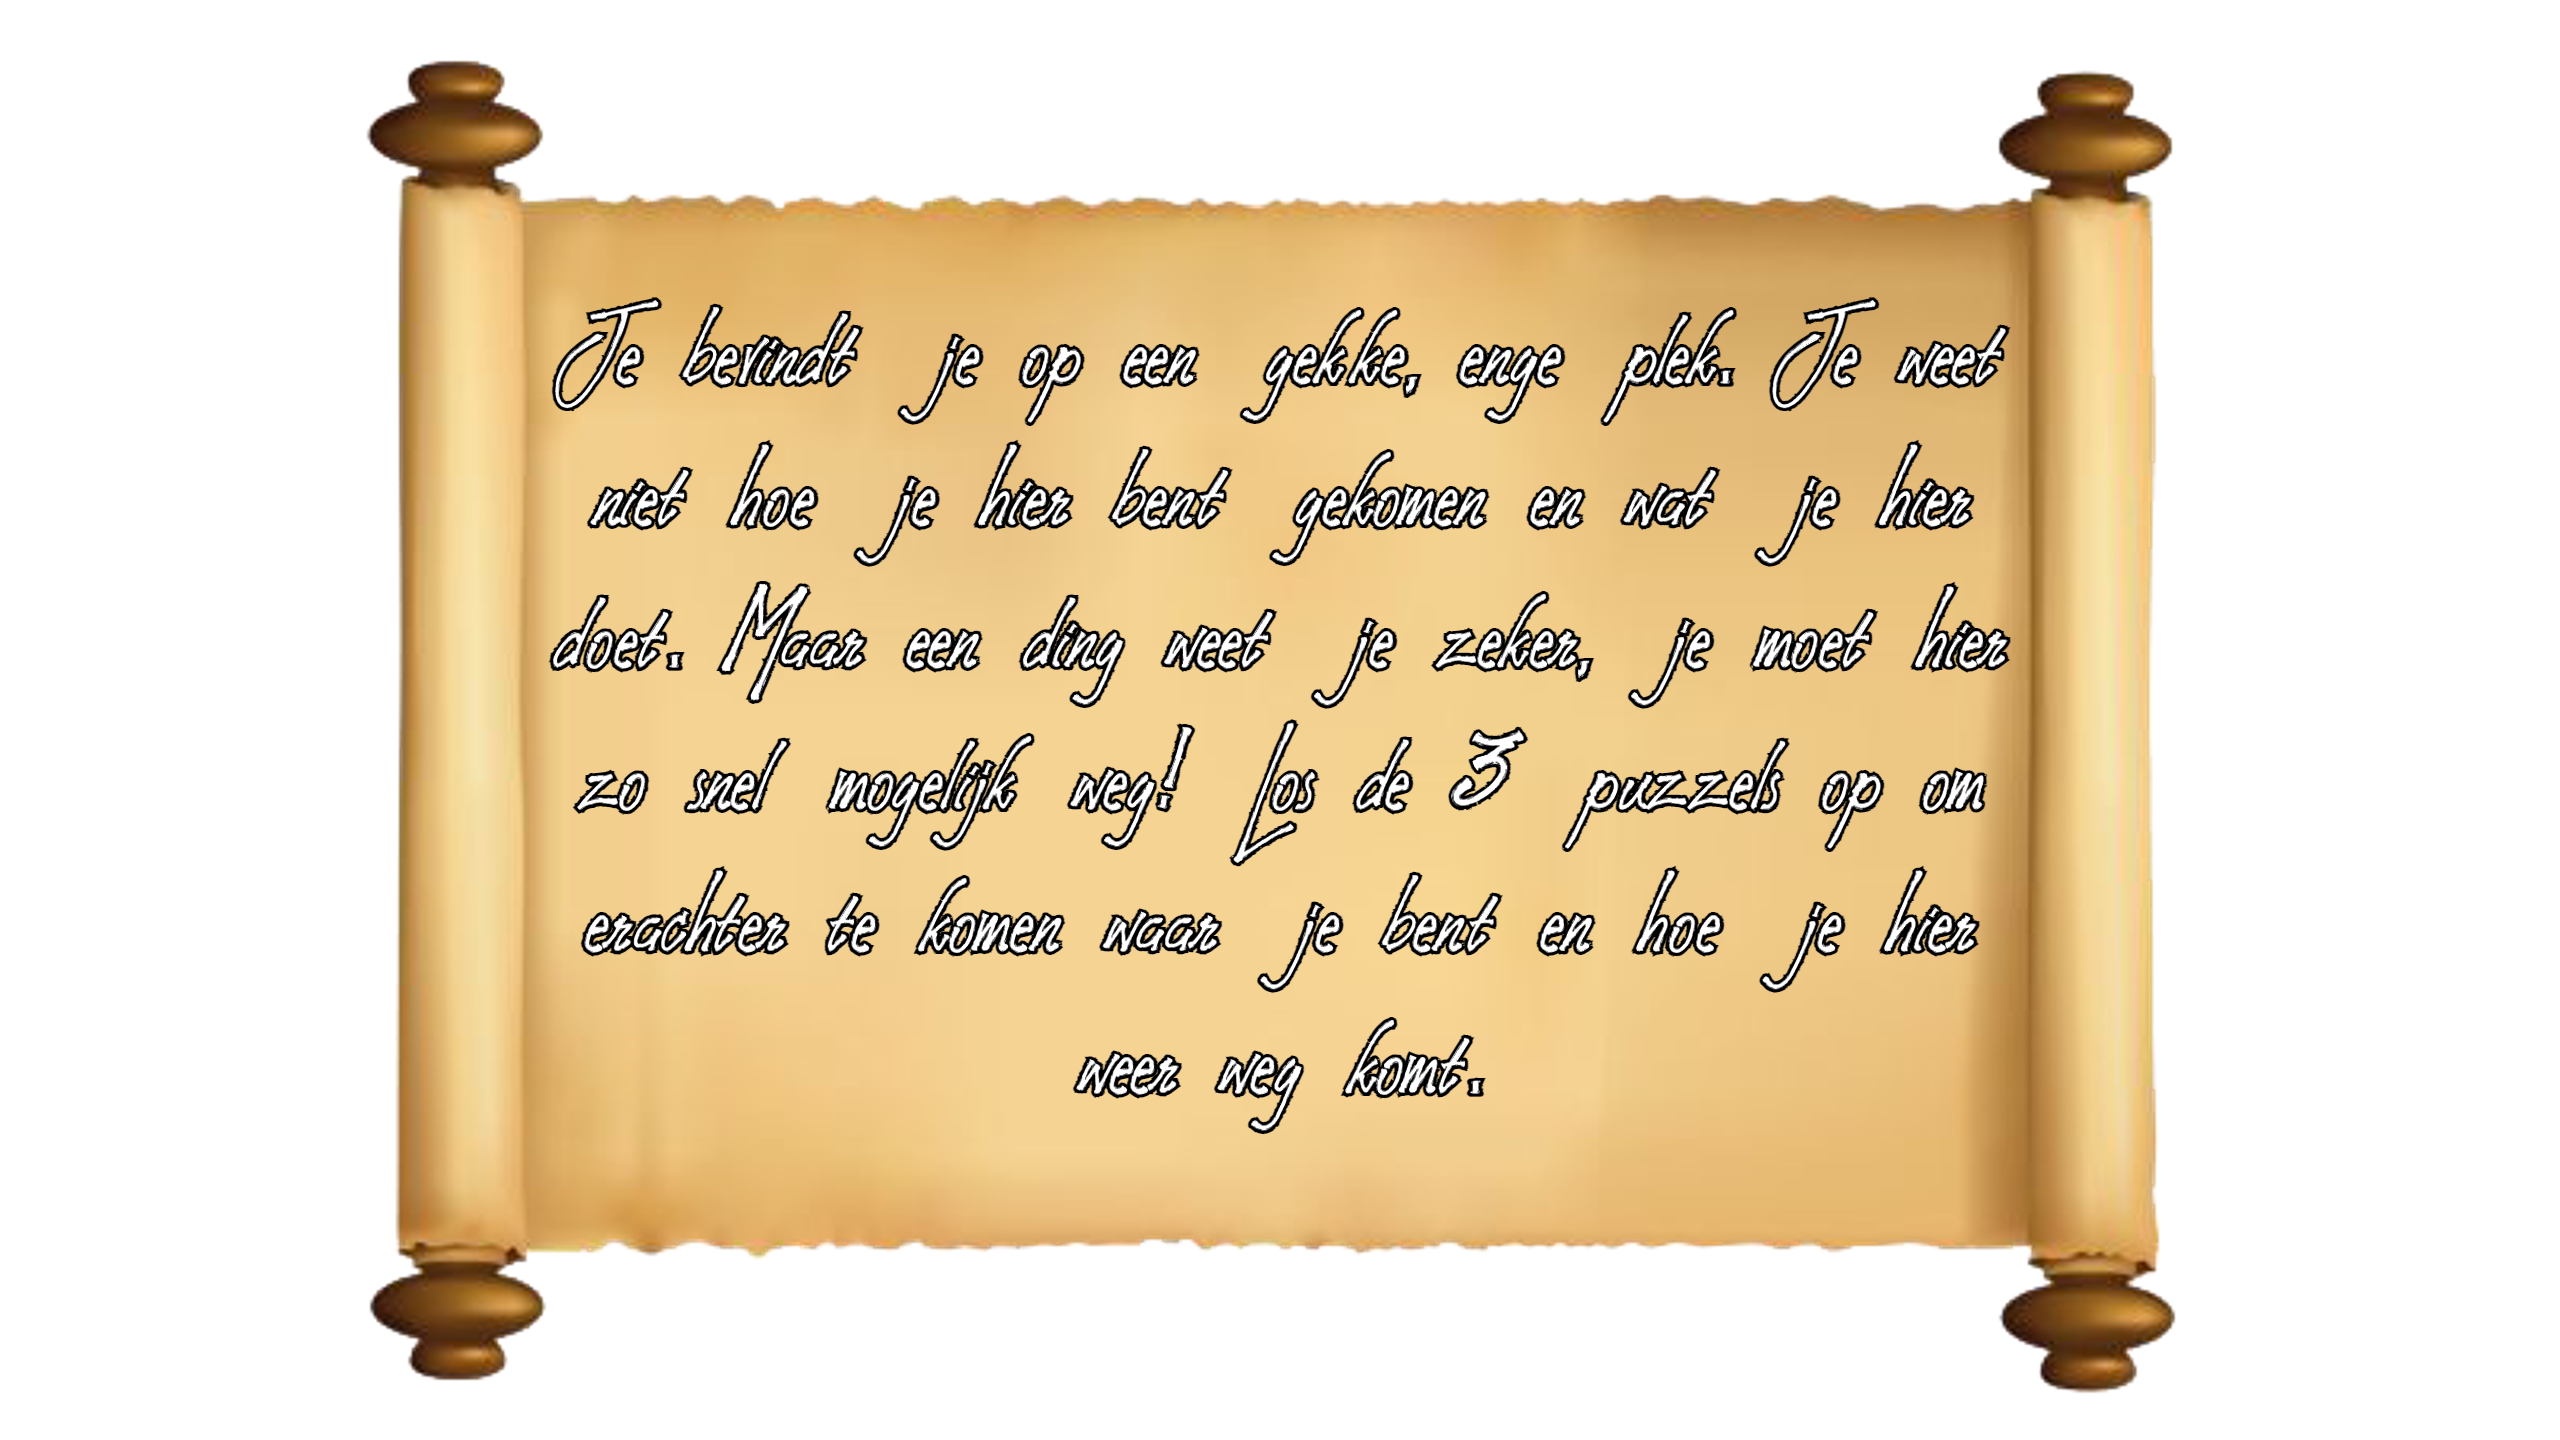 Je bevindt je op een gekke, enge plek. Je weet
niet hoe je hier bent gekomen en wat je hier
doet. Maar een ding weet je zeker, je moet hier
zo snel mogelijk weg! Los de 3 puzzels op om
erachter te komen waar je bent en hoe je hier
weer weg komt.